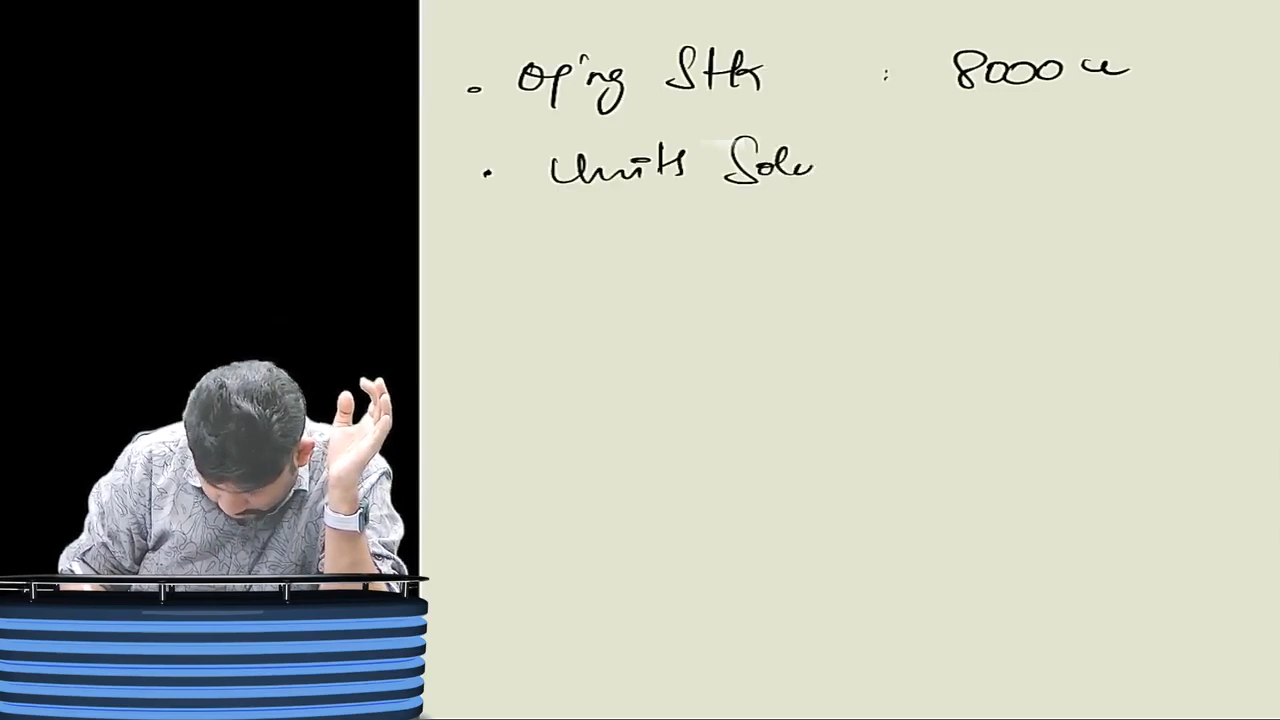 . Op'ng Stk : 8000 u
. Units Sold